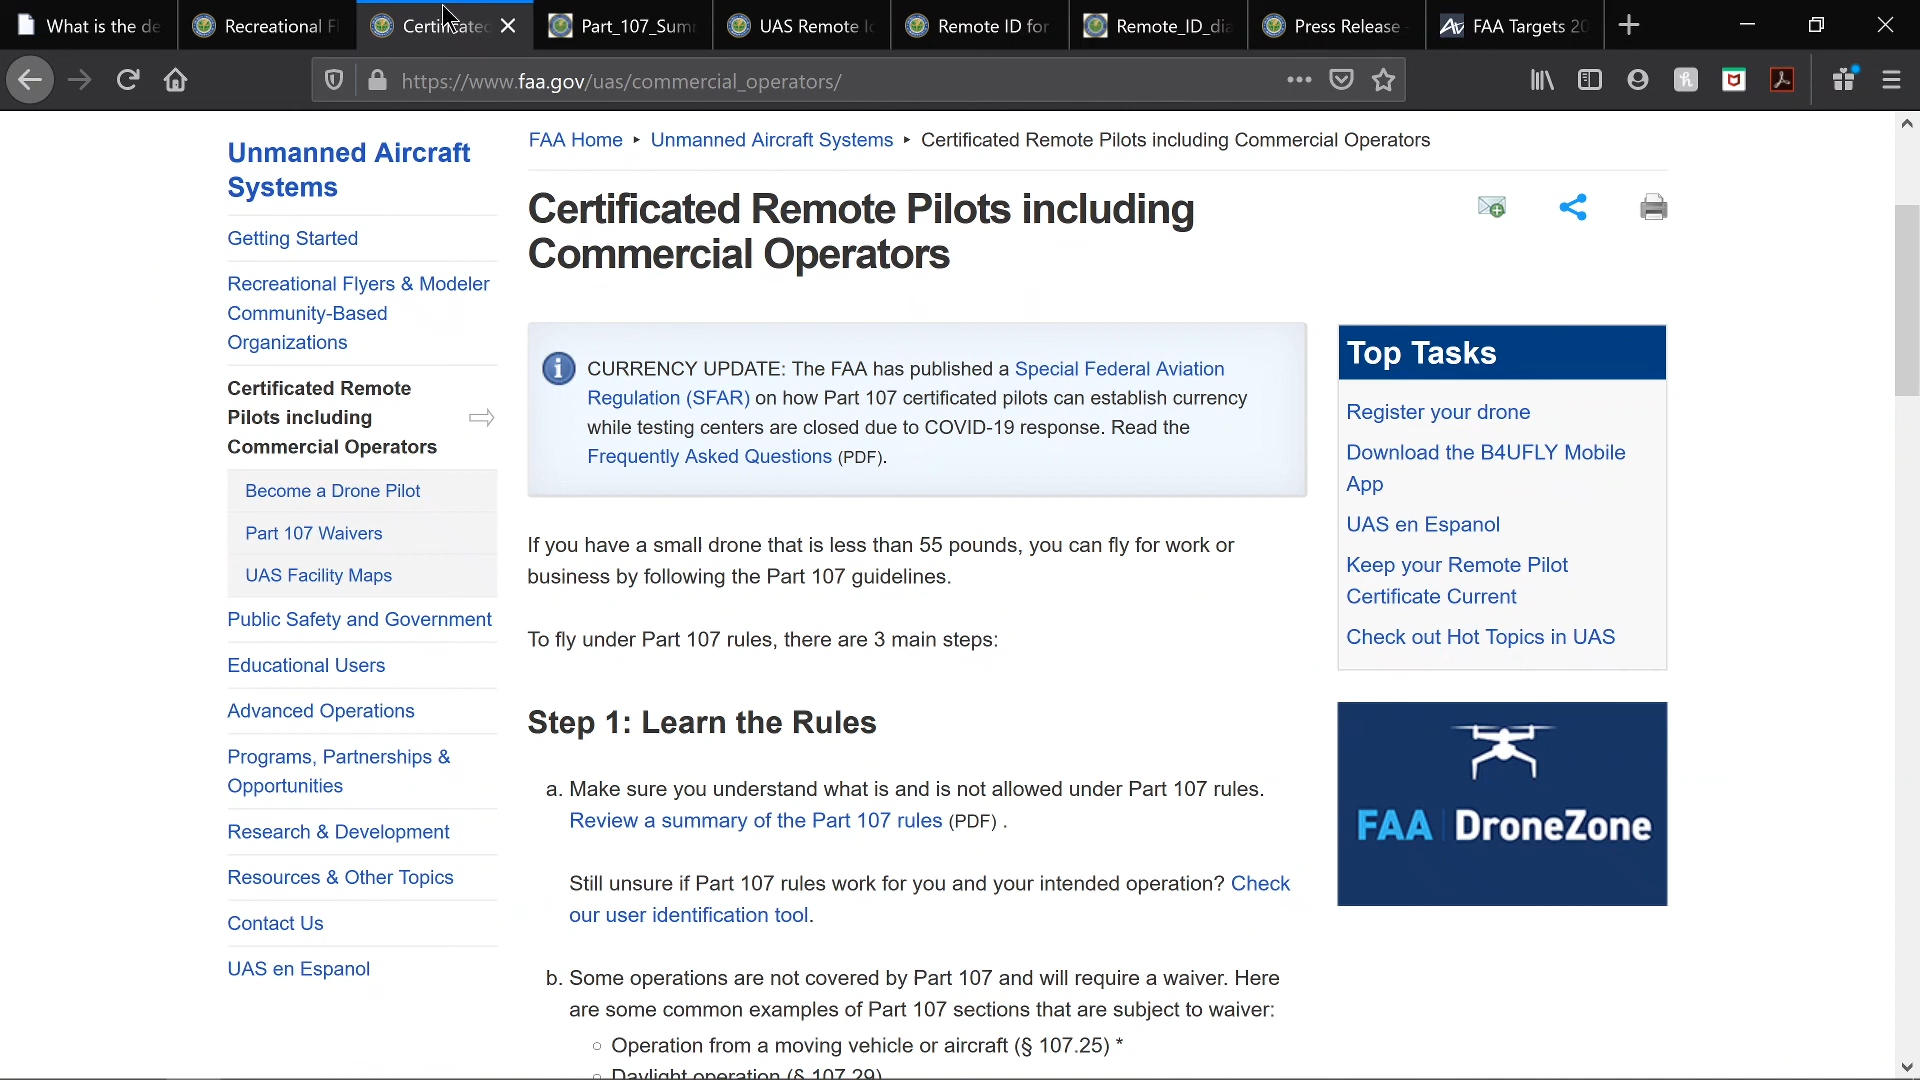 What is the de
Recreational Fl
Certificated
Part_107_Sum
UAS Remote Id
Remote ID for
Remote_ID_dia
Press Release
FAA Targets 20
https://www.faa.gov/uas/commercial_operators/
Unmanned Aircraft
Systems
Getting Started
Recreational Flyers & Modeler
Community-Based
Organizations
Certificated Remote
Pilots including
Commercial Operators
Become a Drone Pilot
Part 107 Waivers
UAS Facility Maps
Public Safety and Government
Educational Users
Advanced Operations
Programs, Partnerships &
Opportunities
Research & Development
Resources & Other Topics
Contact Us
UAS en Espanol
FAA Home ▸ Unmanned Aircraft Systems ▸ Certificated Remote Pilots including Commercial Operators
Certificated Remote Pilots including
Commercial Operators
CURRENCY UPDATE: The FAA has published a Special Federal Aviation
Regulation (SFAR) on how Part 107 certificated pilots can establish currency
while testing centers are closed due to COVID-19 response. Read the
Frequently Asked Questions (PDF).
If you have a small drone that is less than 55 pounds, you can fly for work or
business by following the Part 107 guidelines.
To fly under Part 107 rules, there are 3 main steps:
Step 1: Learn the Rules
a. Make sure you understand what is and is not allowed under Part 107 rules.
Review a summary of the Part 107 rules (PDF) .
Still unsure if Part 107 rules work for you and your intended operation? Check
our user identification tool.
b. Some operations are not covered by Part 107 and will require a waiver. Here
are some common examples of Part 107 sections that are subject to waiver:
○ Operation from a moving vehicle or aircraft (§ 107.25) *
○ Daylight operation (§ 107.29)
Top Tasks
Register your drone
Download the B4UFLY Mobile
App
UAS en Espanol
Keep your Remote Pilot
Certificate Current
Check out Hot Topics in UAS
FAA DroneZone